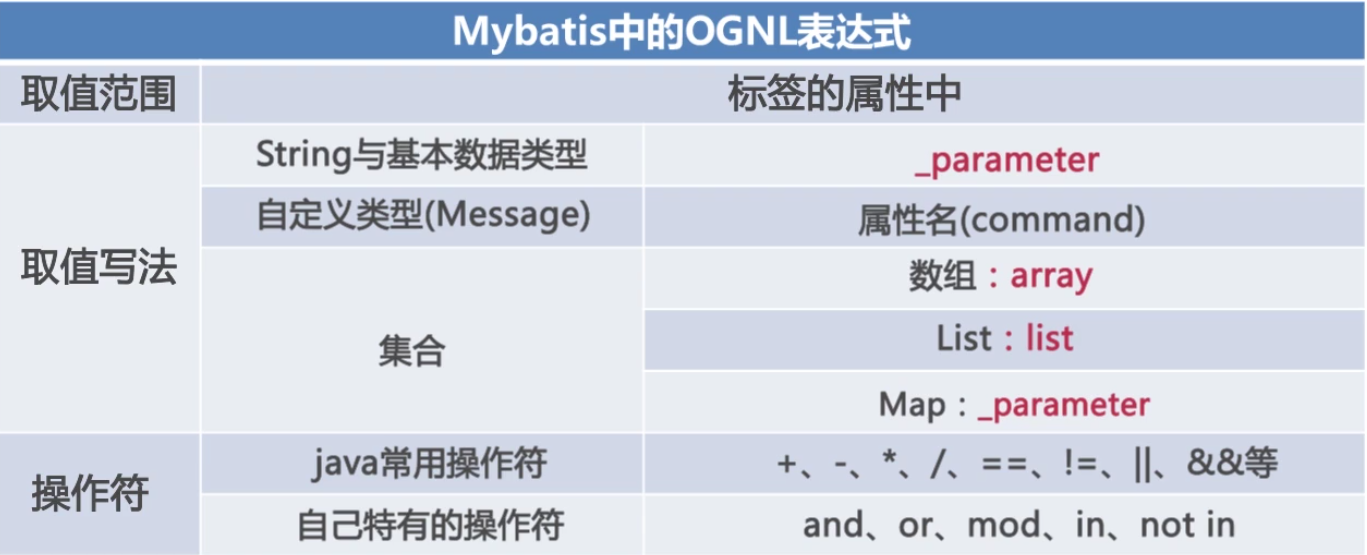 Mybatis中的OGNL表达式
取值范围
标签的属性中
取值写法
String与基本数据类型
_parameter
自定义类型(Message)
属性名(command)
集合
数组：array
List：list
Map：_parameter
操作符
java常用操作符
+、-、*、/、==、!=、||、&&等
自己特有的操作符
and、or、mod、in、not in